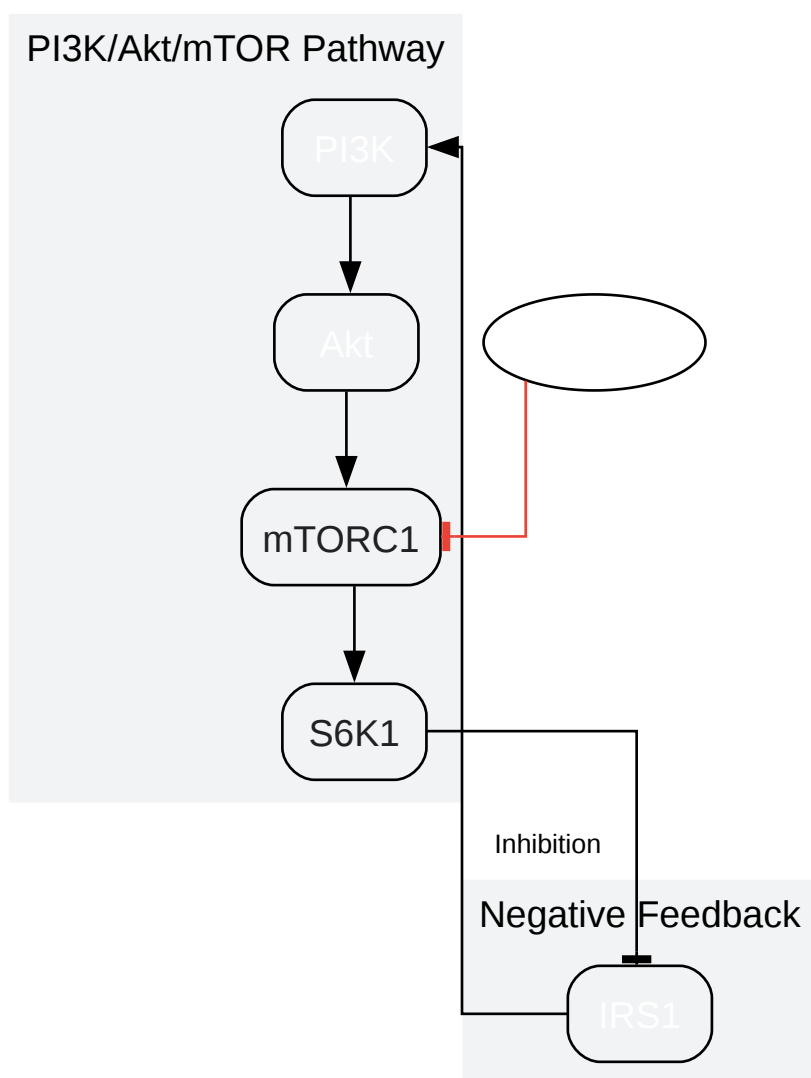 PI3K/Akt/mTOR Pathway
PI3K
Akt
mTORC1
S6K1
Inhibition
Negative Feedback
IRS1